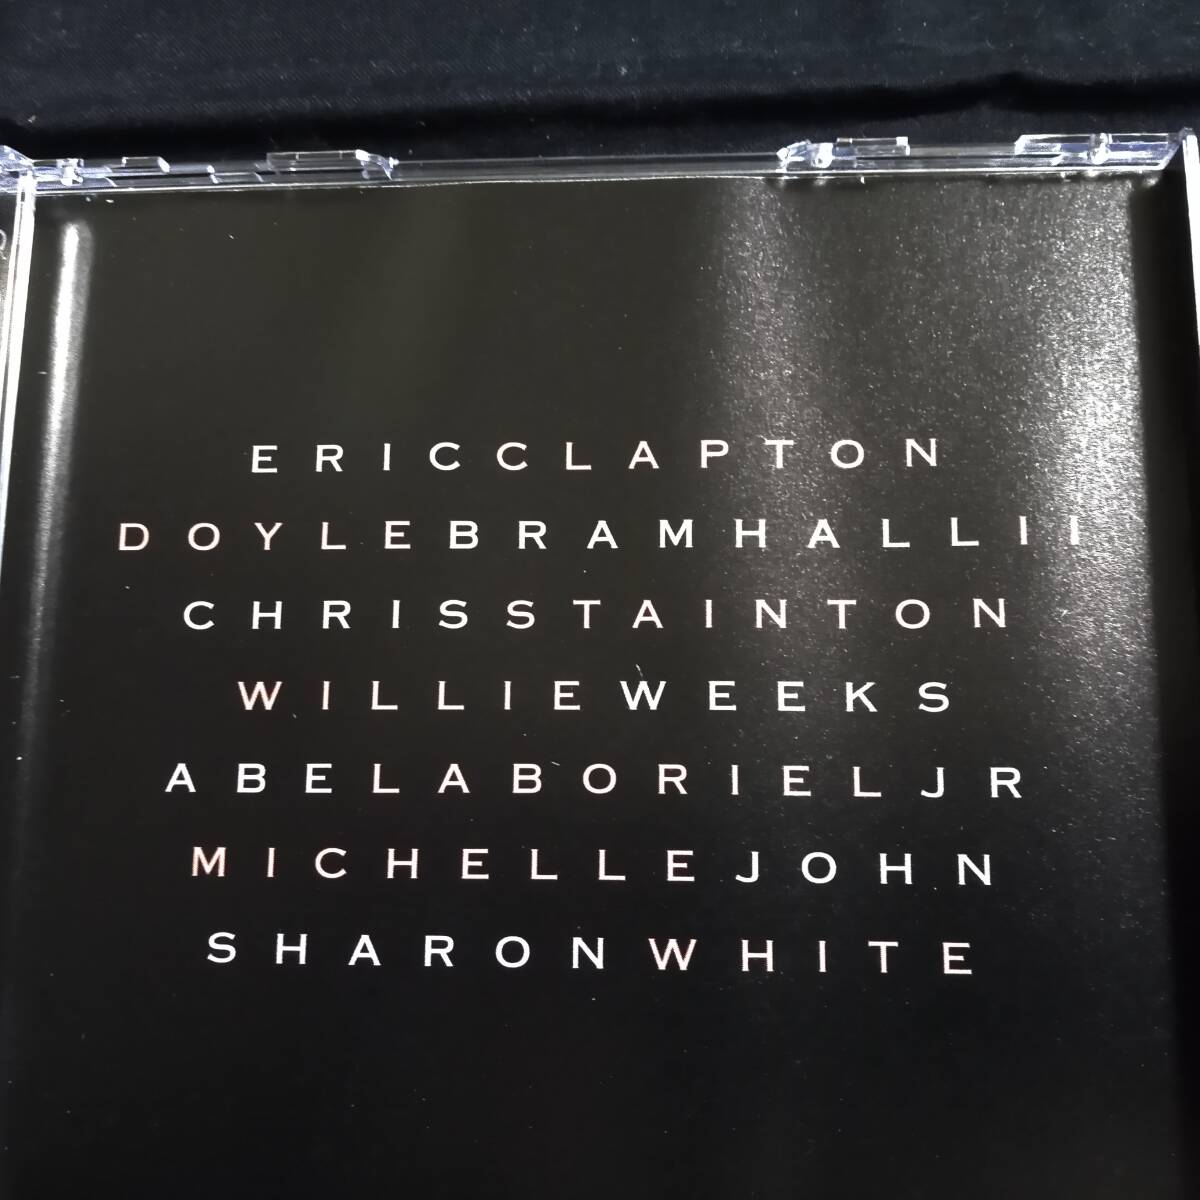 ERICCLAPTON
DOYLEBRAMHALLII
CHRISSTAINTON
WILLIEWEEKS
ABELABORIELJR
MICHELLEJOHN
SHARONWHITE